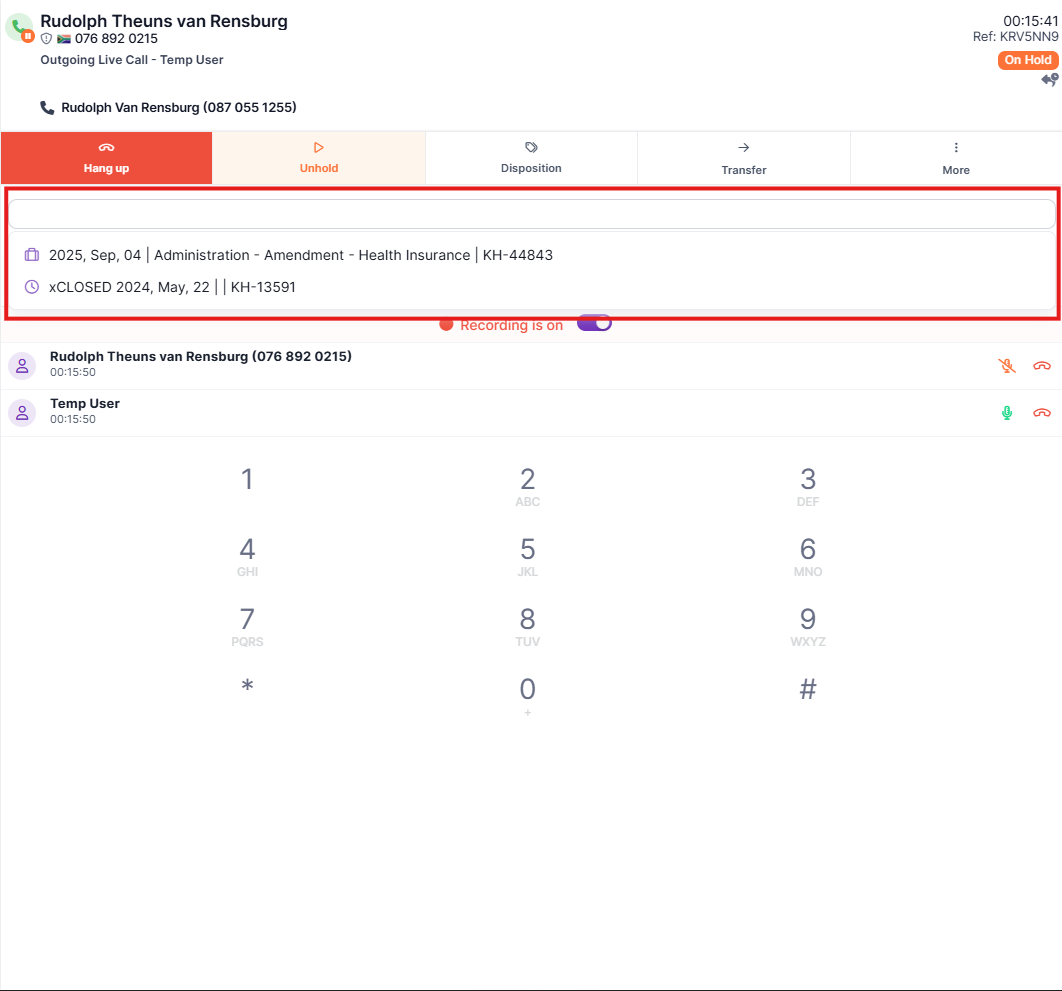 Rudolph Theuns van Rensburg
00:15:41
076 892 0215
Ref: KRV5NN9
Outgoing Live Call - Temp User
On Hold
Rudolph Van Rensburg (087 055 1255)
Hang up
Unhold
Disposition
Transfer
More
2025, Sep, 04 | Administration - Amendment - Health Insurance | KH-44843
xCLOSED 2024, May, 22 | | KH-13591
Recording is on
Rudolph Theuns van Rensburg (076 892 0215)
00:15:50
Temp User
00:15:50
1
2
3
ABC
DEF
4
5
6
GHI
JKL
MNO
7
8
9
PQRS
TUV
WXYZ
*
0
#
+